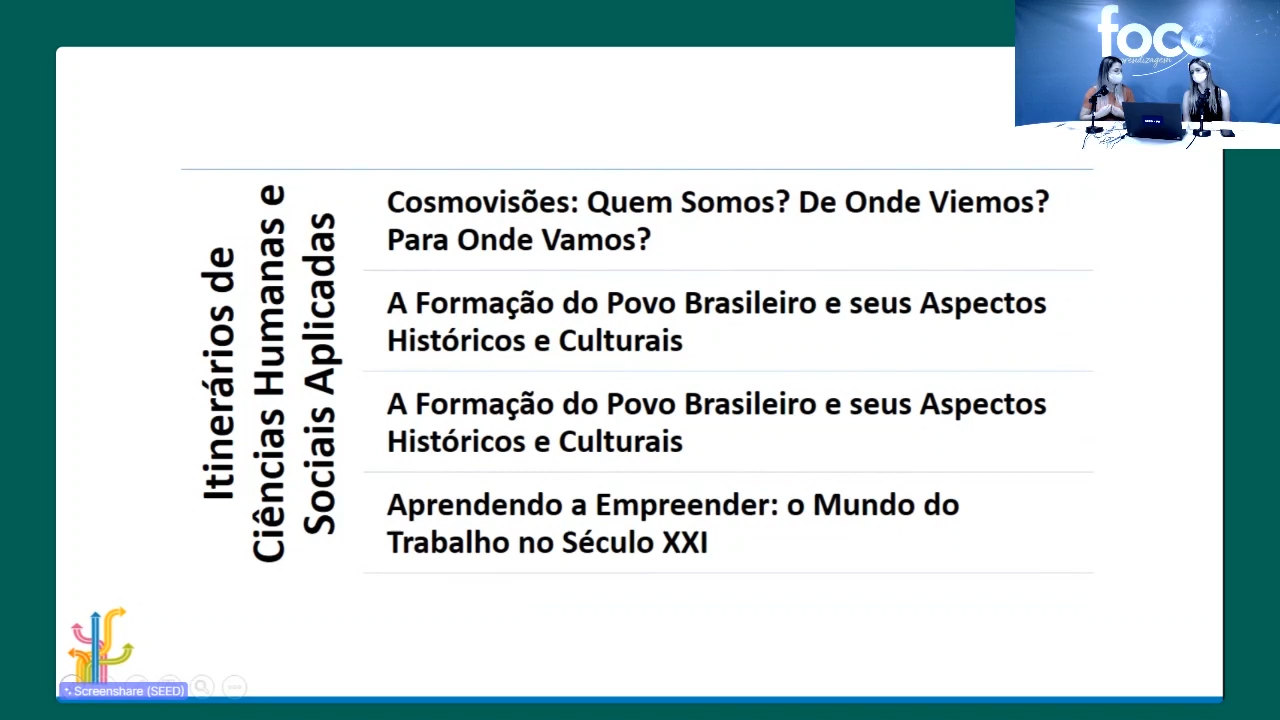 foco
aprendizagem
Itinerários de
Ciências Humanas e
Sociais Aplicadas
Cosmovisões: Quem Somos? De Onde Viemos?
Para Onde Vamos?
A Formação do Povo Brasileiro e seus Aspectos
Históricos e Culturais
A Formação do Povo Brasileiro e seus Aspectos
Históricos e Culturais
Aprendendo a Empreender: o Mundo do
Trabalho no Século XXI
Screenshare (SEED)